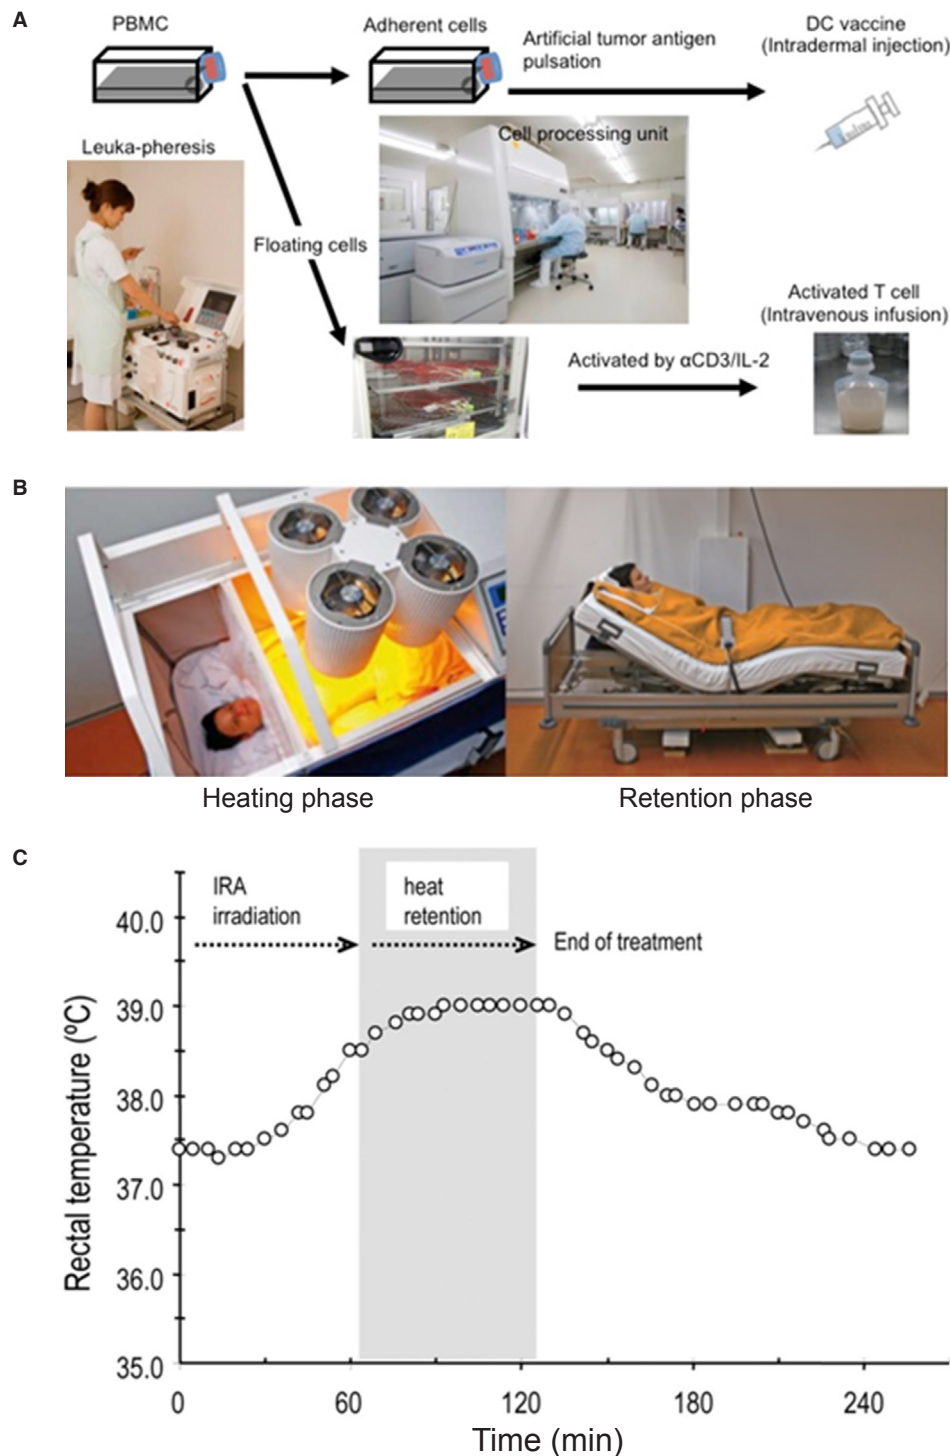 A
PBMC
Adherent cells
Artificial tumor antigen
pulsation
DC vaccine
(Intradermal injection)
Leuka-pheresis
Cell processing unit
Floating cells
Activated T cell
(Intravenous infusion)
Activated by αCD3/IL-2
B
Heating phase
Retention phase
C
IRA
irradiation
heat
retention
End of treatment
Rectal temperature (ºC)
40.0
39.0
38.0
37.0
36.0
35.0
0
60
120
180
240
Time (min)